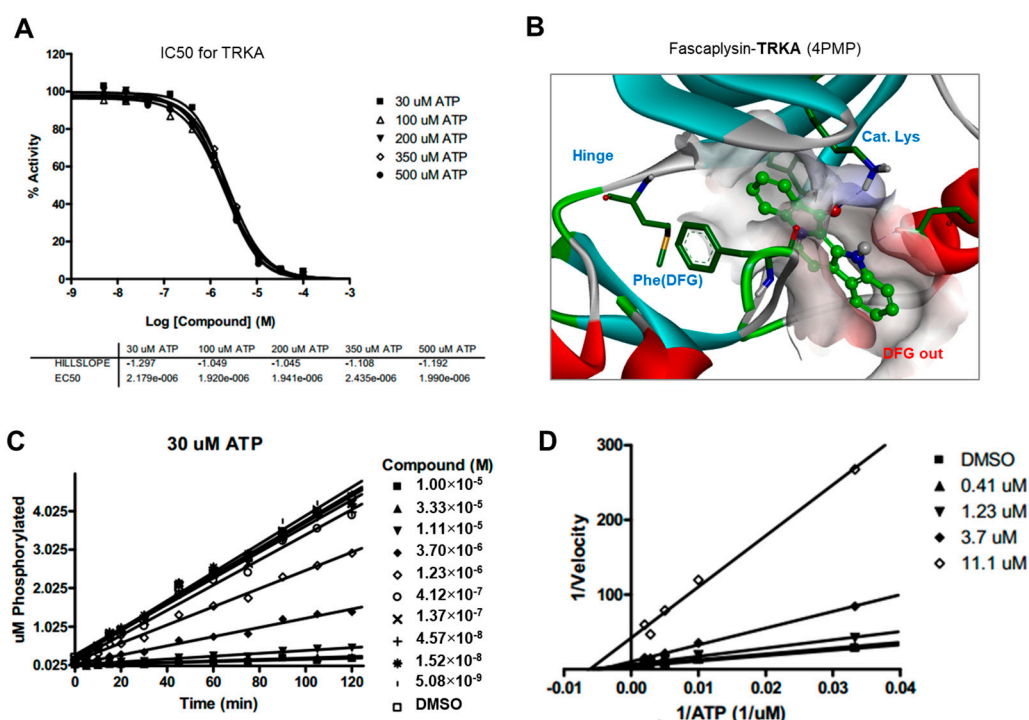 A
IC50 for TRKA
120
100
80
60
40
20
0
% Activity
-9 -8 -7 -6 -5 -4 -3
Log [Compound] (M)
30 uM ATP
100 uM ATP
200 uM ATP
350 uM ATP
500 uM ATP
30 uM ATP 100 uM ATP 200 uM ATP 350 uM ATP 500 uM ATP
HILLSLOPE -1.297 -1.049 -1.045 -1.108 -1.192
EC50 2.179e-006 1.920e-006 1.941e-006 2.435e-006 1.990e-006
B
Fascaplysin-TRKA (4PMP)
Cat. Lys
Hinge
Phe(DFG)
DFG out
C
30 uM ATP
4.025
3.025
2.025
1.025
0.025
uM Phosphorylated
0 20 40 60 80 100 120
Time (min)
Compound (M)
1.00×10⁻⁵
3.33×10⁻⁵
1.11×10⁻⁵
3.70×10⁻⁶
1.23×10⁻⁶
4.12×10⁻⁷
1.37×10⁻⁷
4.57×10⁻⁸
1.52×10⁻⁸
5.08×10⁻⁹
DMSO
D
300
200
100
1/Velocity
-0.01 0.00 0.01 0.02 0.03 0.04
1/ATP (1/uM)
DMSO
0.41 uM
1.23 uM
3.7 uM
11.1 uM